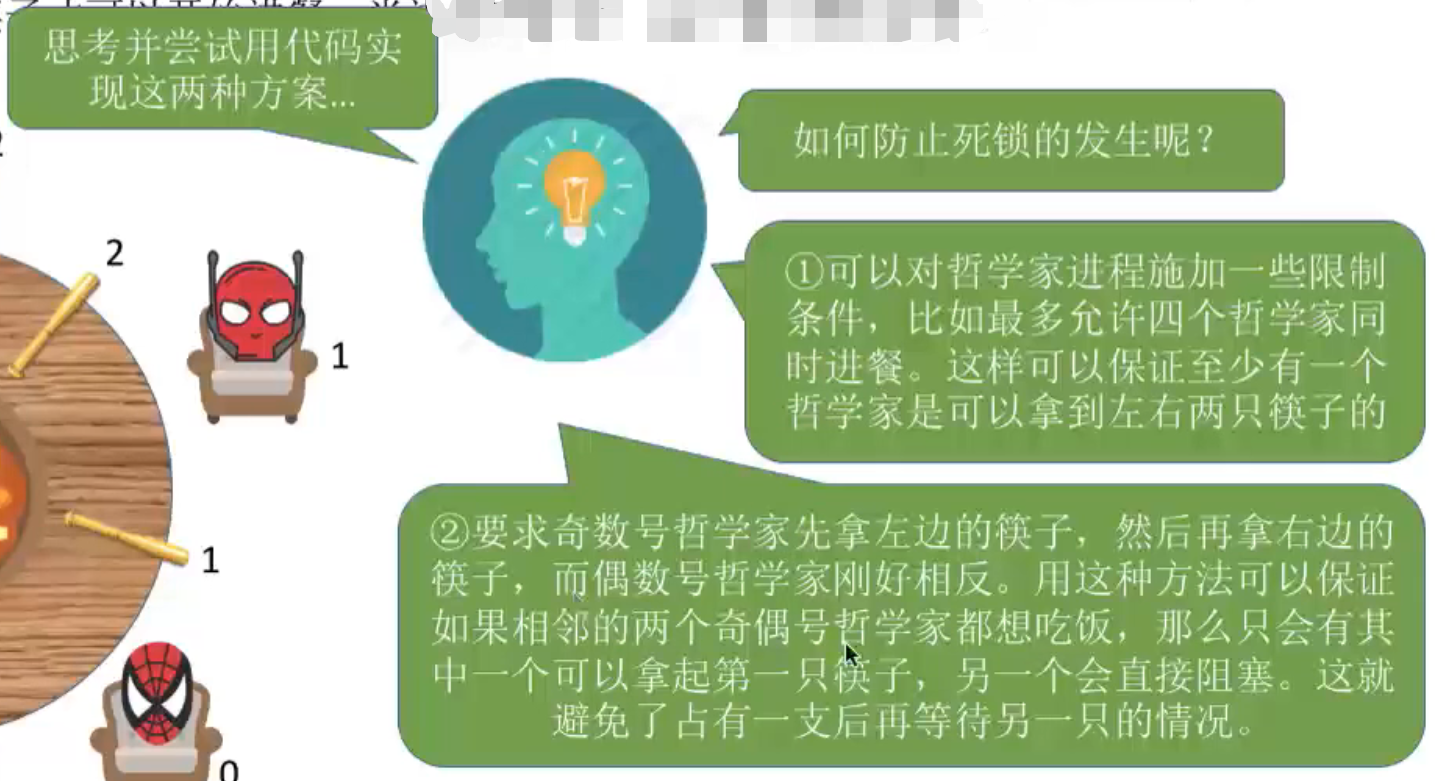 思考并尝试用代码实
现这两种方案...
如何防止死锁的发生呢？
①可以对哲学家进程施加一些限制
条件，比如最多允许四个哲学家同
时进餐。这样可以保证至少有一个
哲学家是可以拿到左右两只筷子的
2
1
②要求奇数号哲学家先拿左边的筷子，然后再拿右边的
筷子，而偶数号哲学家刚好相反。用这种方法可以保证
如果相邻的两个奇偶号哲学家都想吃饭，那么只会有其
中一个可以拿起第一只筷子，另一个会直接阻塞。这就
避免了占有一支后再等待另一只的情况。
1
0